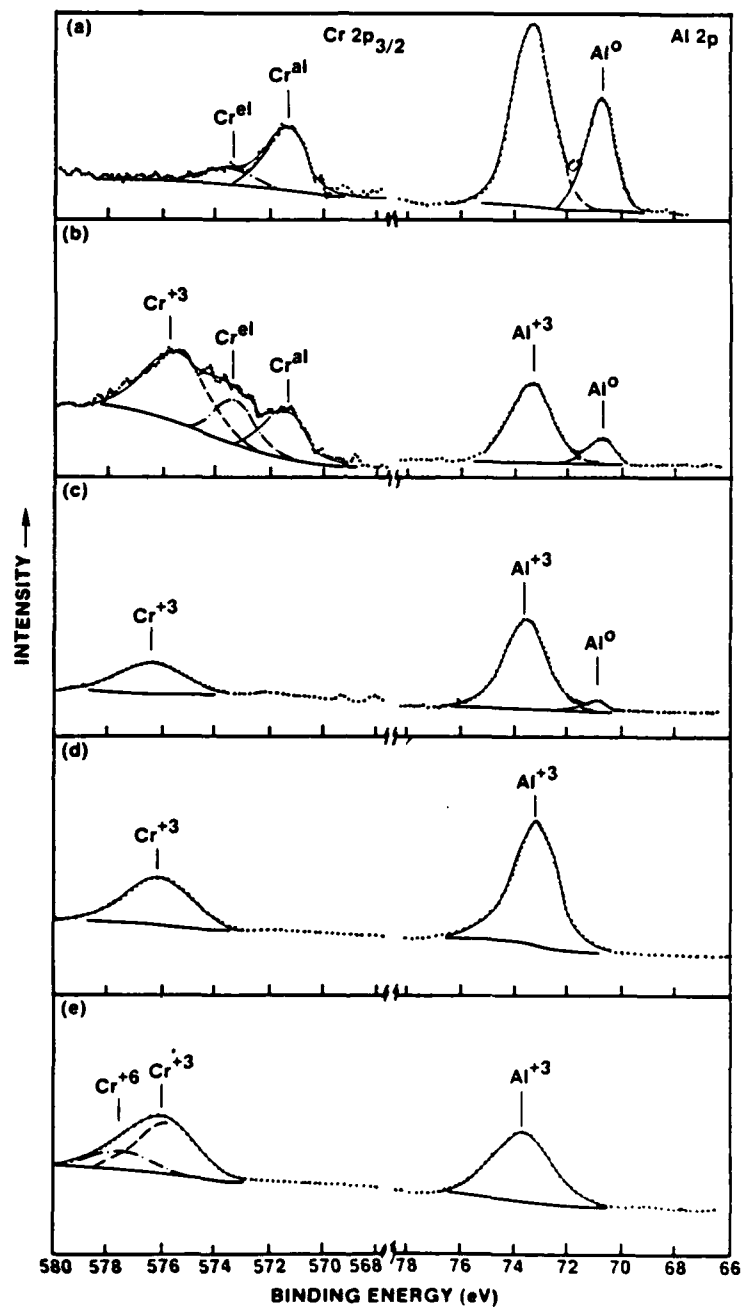 (a)
Cr 2p3/2
Al 2p
Cr^el
Cr^al
Al^o
(b)
Cr^+3
Cr^el
Cr^al
Al^+3
Al^o
(c)
Cr^+3
Al^+3
Al^o
(d)
Cr^+3
Al^+3
(e)
Cr^+6
Cr^+3
Al^+3
INTENSITY →
580 578 576 574 572 570 568 78 76 74 72 70 68 66
BINDING ENERGY (eV)